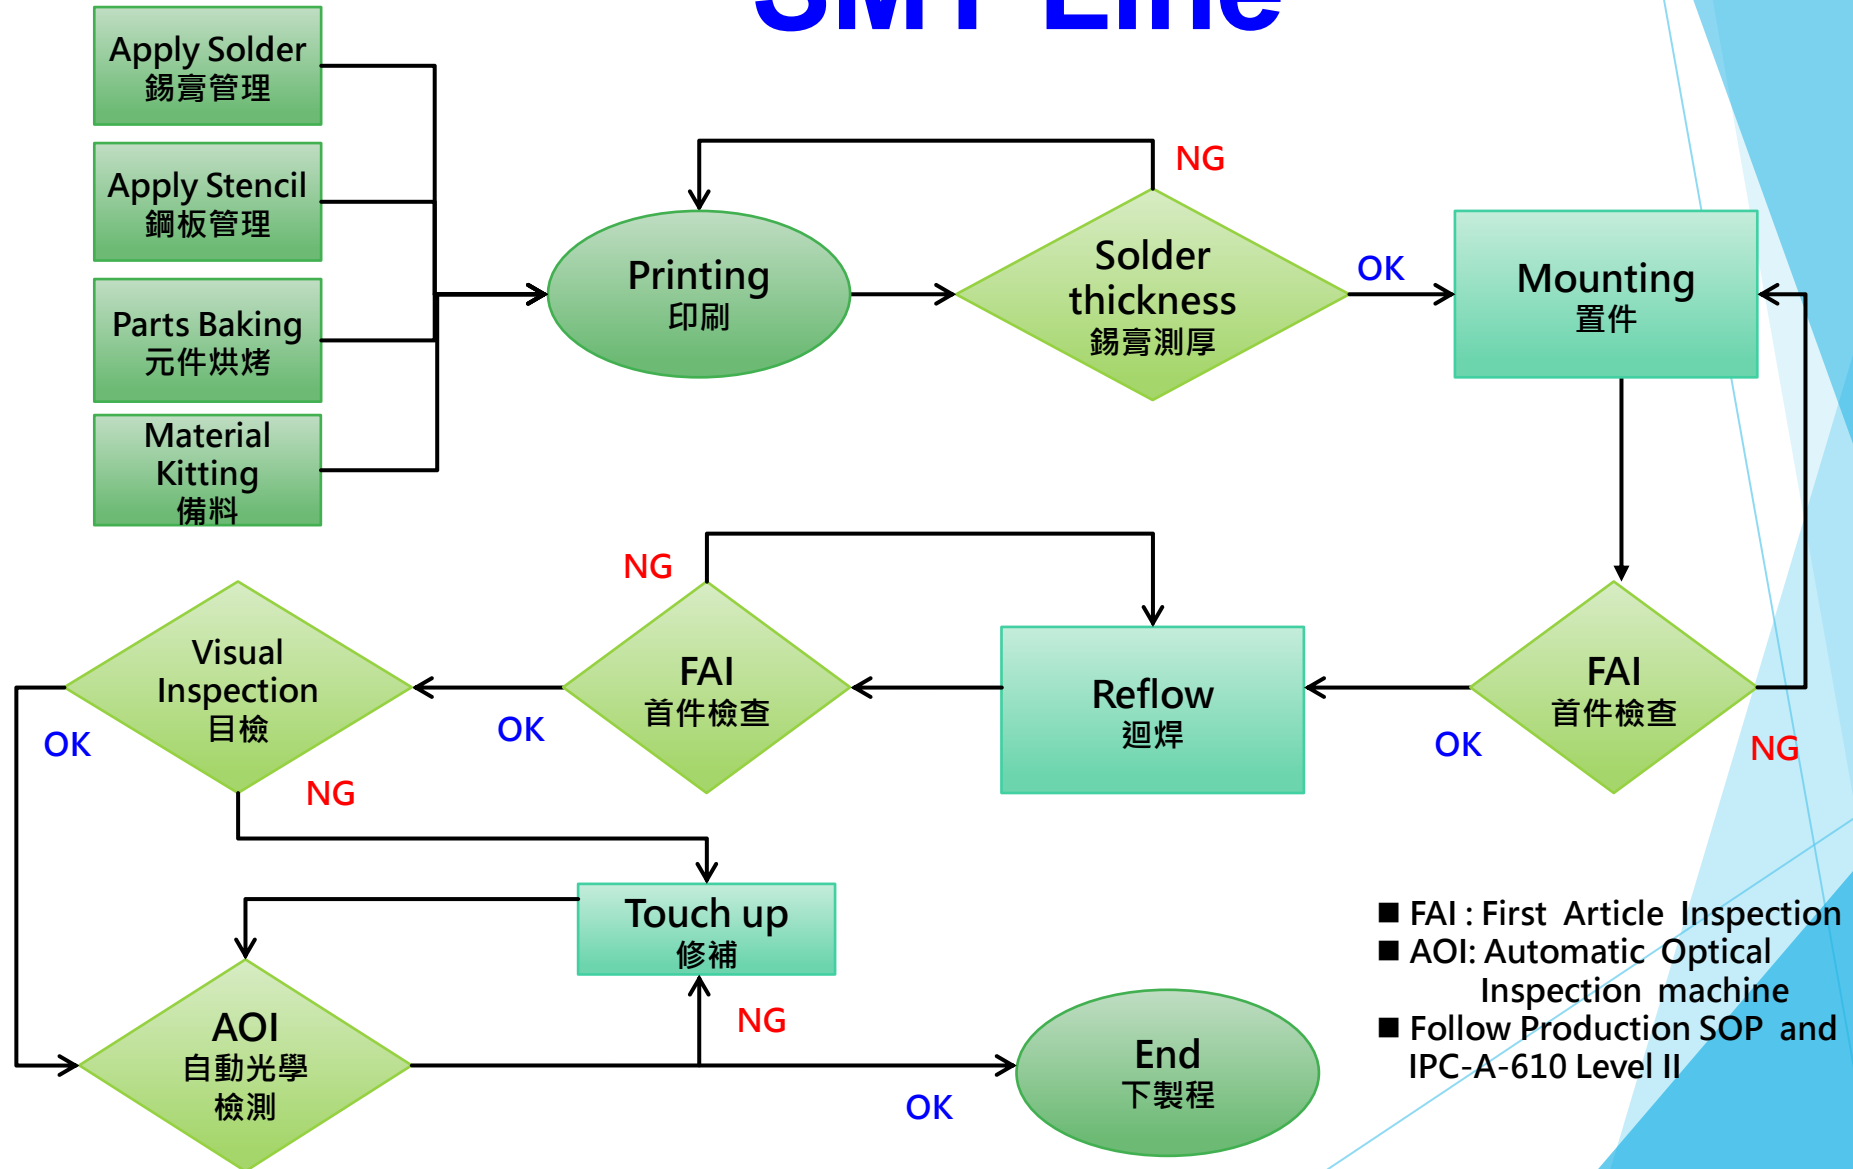 SMT Line
Apply Solder
錫膏管理
Apply Stencil
鋼板管理
Parts Baking
元件烘烤
Material
Kitting
備料
Printing
印刷
NG
Solder
thickness
錫膏測厚
OK
Mounting
置件
FAI
首件檢查
NG
OK
Reflow
迴焊
NG
FAI
首件檢查
OK
Visual
Inspection
目檢
OK
NG
Touch up
修補
AOI
自動光學
檢測
NG
OK
End
下製程
■ FAI : First Article Inspection
■ AOI: Automatic Optical
Inspection machine
■ Follow Production SOP and
IPC-A-610 Level II